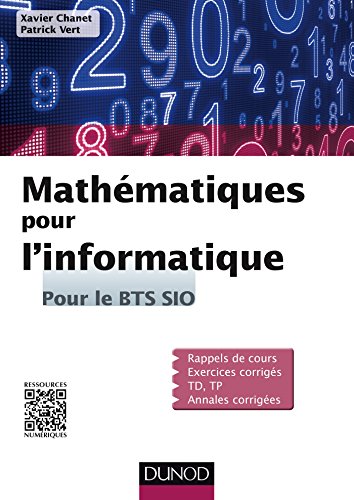 Xavier Chanet
Patrick Vert
Mathématiques
pour
l'informatique
Pour le BTS SIO
Rappels de cours
Exercices corrigés
TD, TP
Annales corrigées
RESSOURCES
NUMÉRIQUES
DUNOD